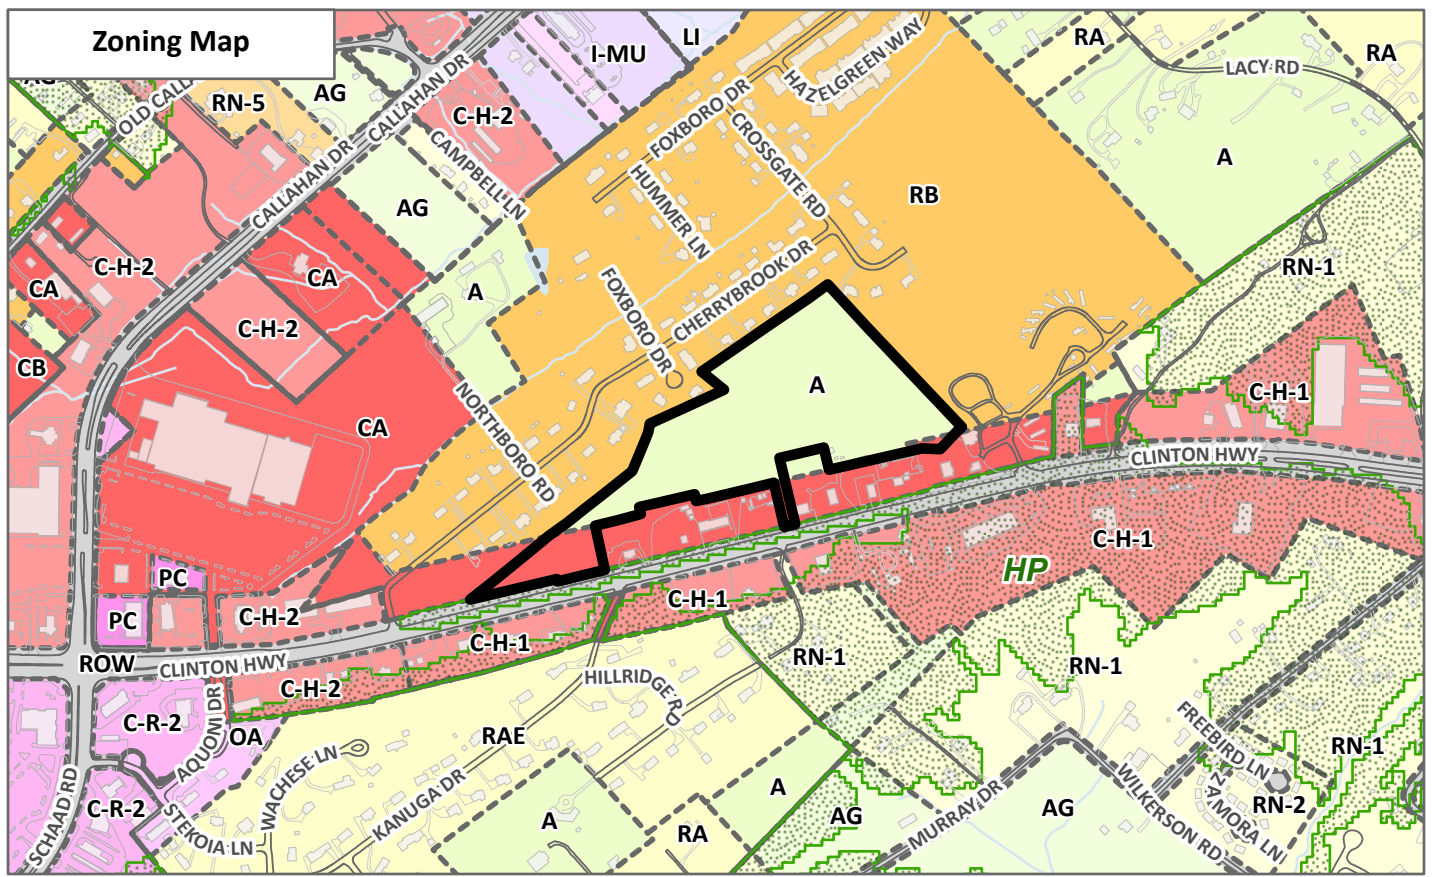 Zoning Map
AG
OLD CALLA
RN-5
AG
CALLAHAN DR
C-H-2
I-MU
LI
HAZELGREEN WAY
FOXBORO DR
RA
LACY RD
RA
A
CALLAHAN DR
CAMPBELL LN
AG
HUMMER LN
CROSSGATE RD
RB
C-H-2
CA
CA
C-H-2
A
FOXBORO DR
CHERRYBROOK DR
RN-1
CB
CA
NORTHBORO RD
A
C-H-1
CLINTON HWY
C-H-1
HP
PC
PC
C-H-2
C-H-1
C-H-1
ROW
CLINTON HWY
C-H-2
HILLRIDGE RD
RN-1
RN-1
C-R-2
AQUONI DR
OA
RAE
FREEBIRD LN
RN-1
SCHAAD RD
C-R-2
STEKOIA LN
WACHESE LN
KANUGA DR
A
RA
A
AG
MURRAY DR
AG
WILKERSON RD
ZAMORA LN
RN-2